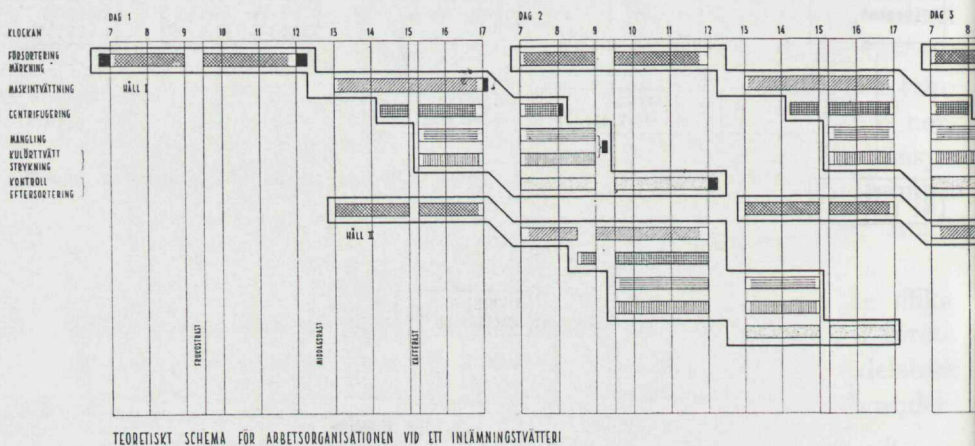 DAG 1 DAG 2 DAG 3
KLOCKAN 7 8 9 10 11 12 13 14 15 16 17 7 8 9 10 11 12 13 14 15 16 17 7 8
FÖRSORTERING
MÄRKNING
MASKINTVÄTTNING HÅLL I
CENTRIFUGERING
MANGLING
KULÖRTTVÄTT
STRYKNING
KONTROLL
EFTERSORTERING
HÅLL II
FRUKOSTRAST
MIDDAGSRAST
KAFFERAST
TEORETISKT SCHEMA FÖR ARBETSORGANISATIONEN VID ETT INLÄMNINGSTVÄTTERI